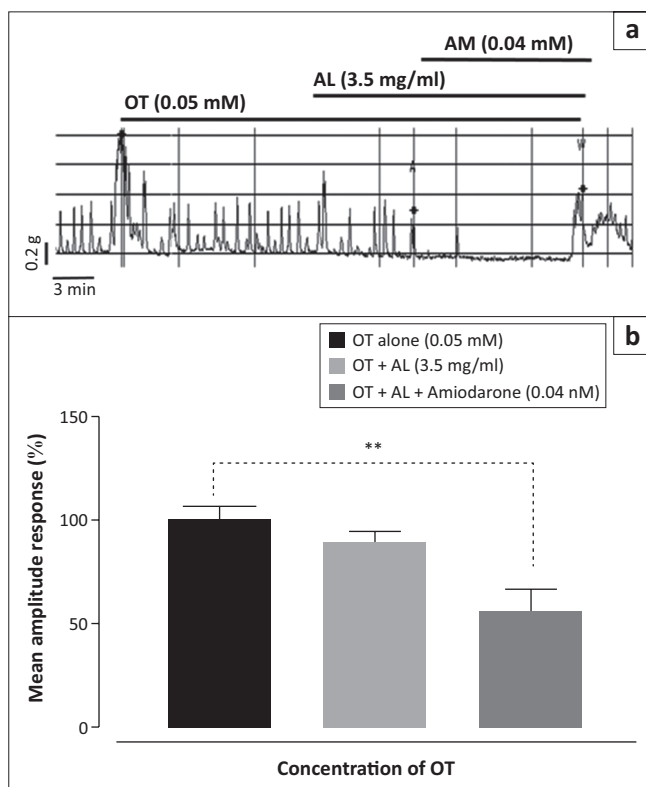 a
AM (0.04 mM)
AL (3.5 mg/ml)
OT (0.05 mM)
A
W
0.2 g
3 min
b
OT alone (0.05 mM)
OT + AL (3.5 mg/ml)
OT + AL + Amiodarone (0.04 nM)
Mean amplitude response (%)
150
**
100
50
0
Concentration of OT